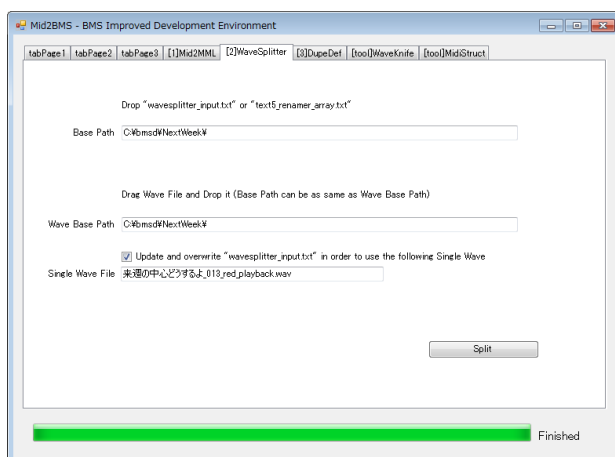 Mid2BMS - BMS Improved Development Environment
tabPage1 tabPage2 tabPage3 [1]Mid2MML [2]WaveSplitter [3]DupeDef [tool]WaveKnife [tool]MidiStruct
Drop "wavesplitter_input.txt" or "text5_renamer_array.txt"
Base Path C:¥bmsd¥NextWeek¥
Drag Wave File and Drop it (Base Path can be as same as Wave Base Path)
Wave Base Path C:¥bmsd¥NextWeek¥
Update and overwrite "wavesplitter_input.txt" in order to use the following Single Wave
Single Wave File 来週の中心どうするよ_013_red_playback.wav
Split
Finished